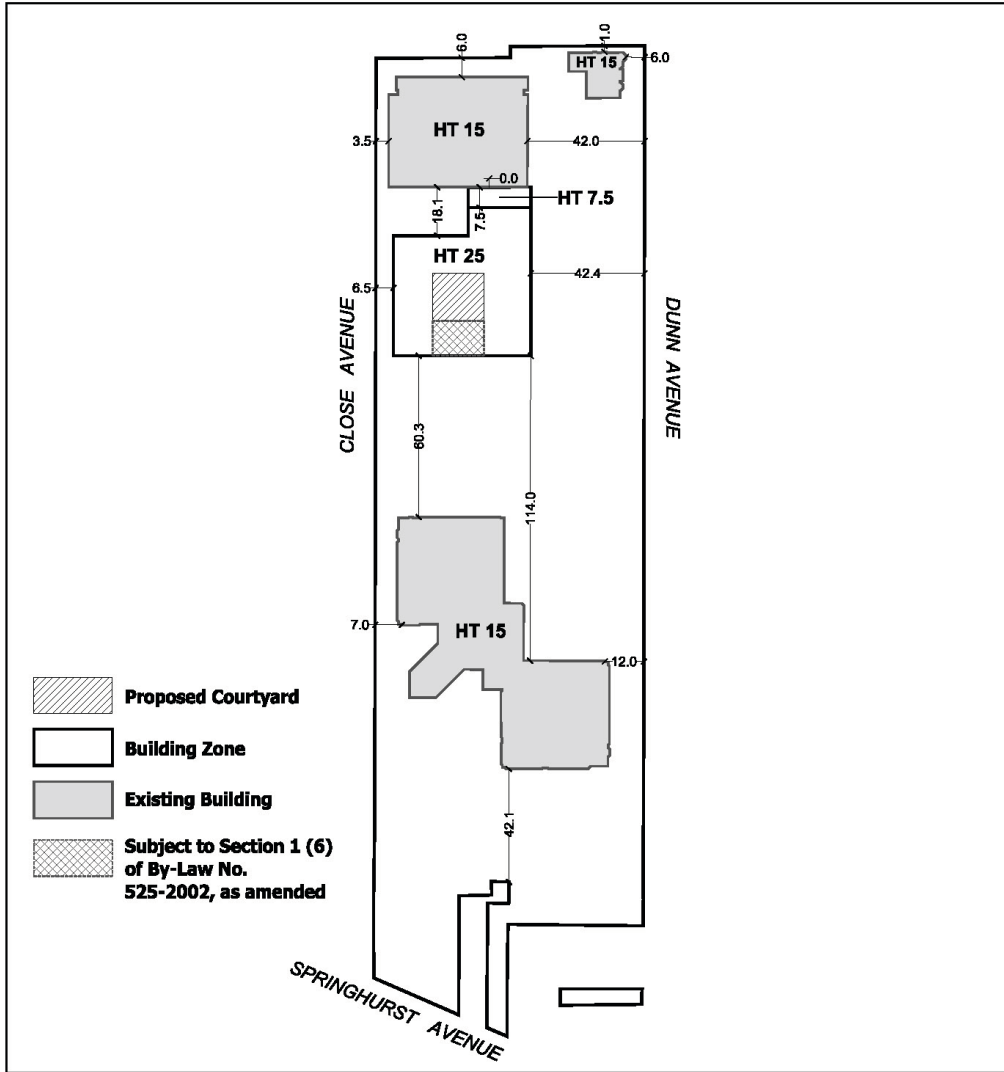 6.0
1.0
HT 15
6.0
HT 15
3.5
42.0
0.0
HT 7.5
18.1
7.5
HT 25
42.4
6.5
CLOSE AVENUE
DUNN AVENUE
60.3
114.0
7.0
HT 15
12.0
Proposed Courtyard
Building Zone
Existing Building
Subject to Section 1 (6)
of By-Law No.
525-2002, as amended
42.1
SPRINGHURST AVENUE